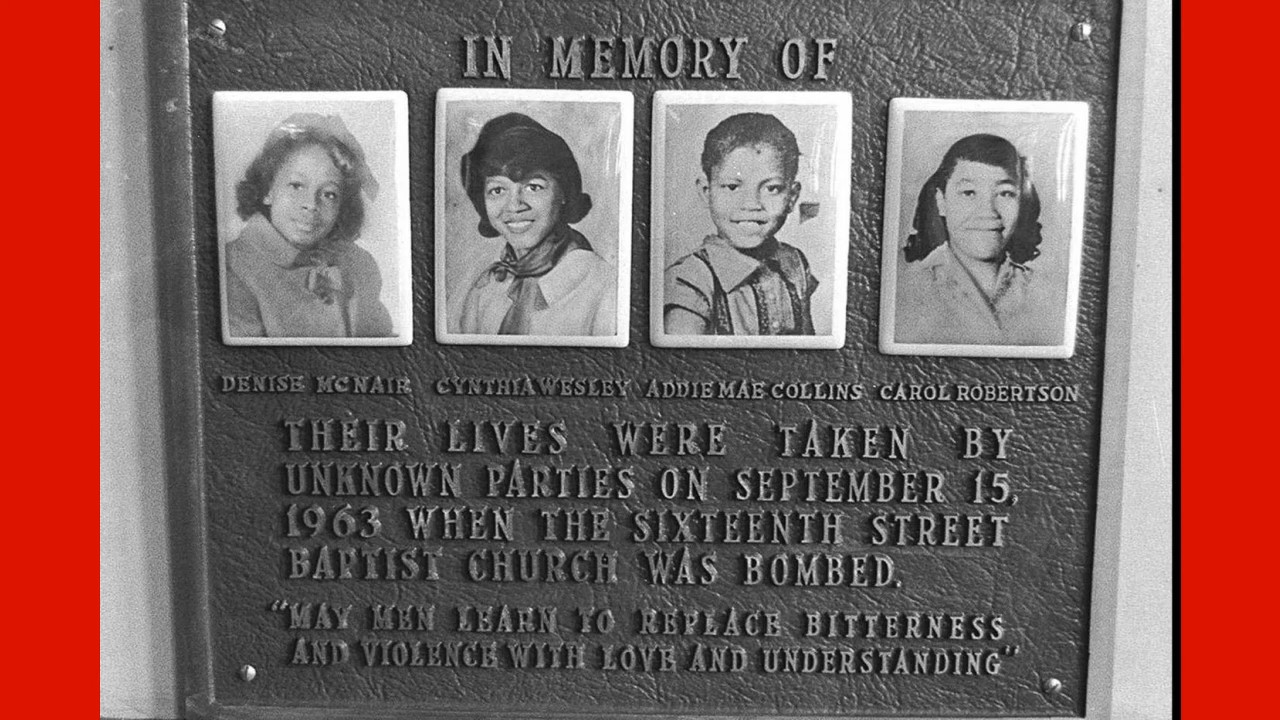 IN MEMORY OF
DENISE MCNAIR CYNTHIA WESLEY ADDIE MAE COLLINS CAROL ROBERTSON
THEIR LIVES WERE TAKEN BY
UNKNOWN PARTIES ON SEPTEMBER 15,
1963 WHEN THE SIXTEENTH STREET
BAPTIST CHURCH WAS BOMBED.
"MAY MEN LEARN TO REPLACE BITTERNESS
AND VIOLENCE WITH LOVE AND UNDERSTANDING"